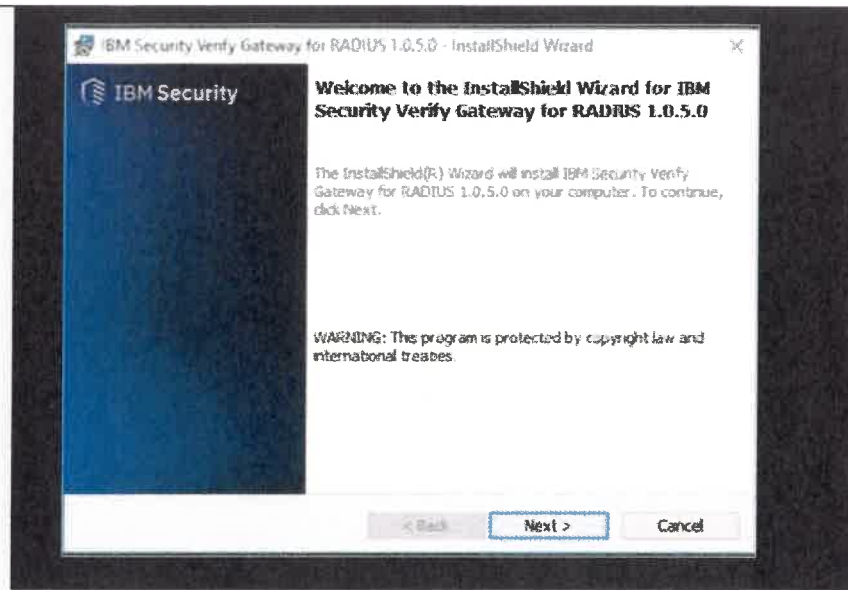 IBM Security Verify Gateway for RADIUS 1.0.5.0 - InstallShield Wizard
IBM Security
Welcome to the InstallShield Wizard for IBM
Security Verify Gateway for RADIUS 1.0.5.0
The InstallShield(R) Wizard will install IBM Security Verify
Gateway for RADIUS 1.0.5.0 on your computer. To continue,
click Next.
WARNING: This program is protected by copyright law and
international treaties.
< Back
Next >
Cancel